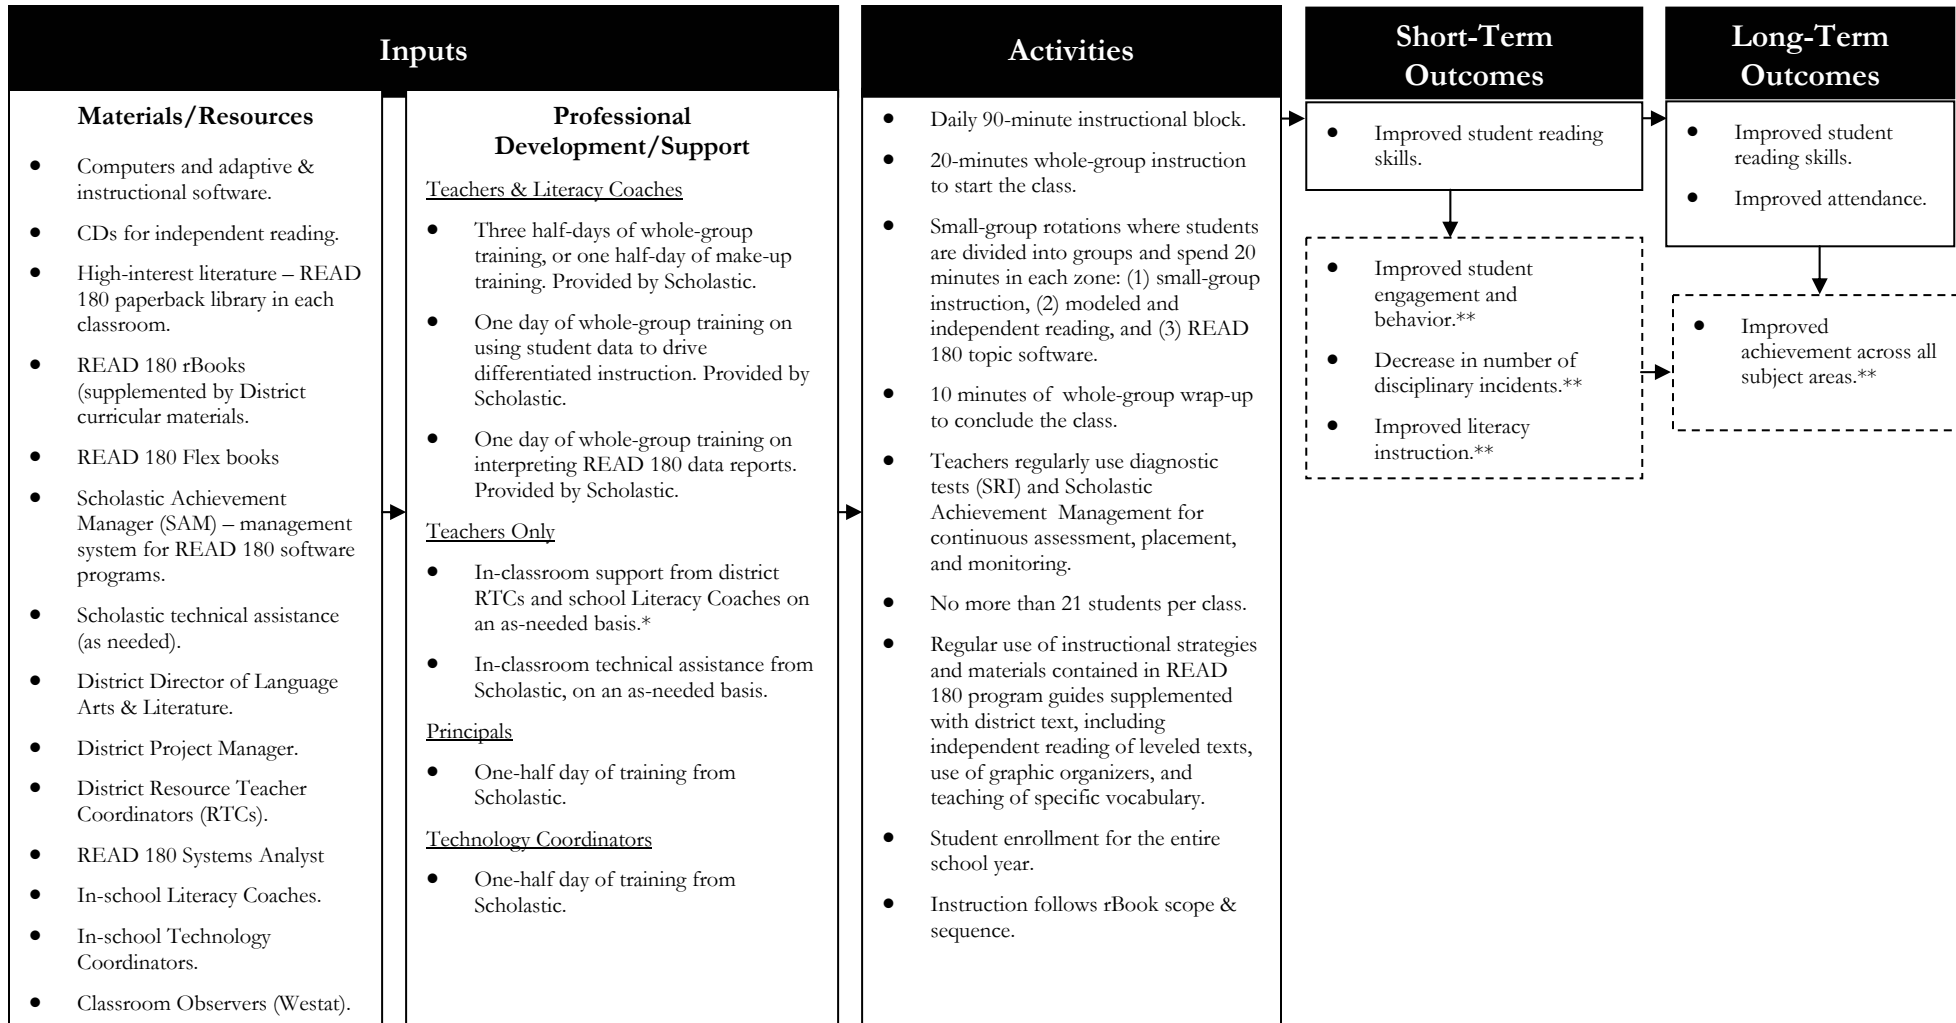 Inputs
Materials/Resources
● Computers and adaptive &
instructional software.
● CDs for independent reading.
● High-interest literature – READ
180 paperback library in each
classroom.
● READ 180 rBooks
(supplemented by District
curricular materials.
● READ 180 Flex books
● Scholastic Achievement
Manager (SAM) – management
system for READ 180 software
programs.
● Scholastic technical assistance
(as needed).
● District Director of Language
Arts & Literature.
● District Project Manager.
● District Resource Teacher
Coordinators (RTCs).
● READ 180 Systems Analyst
● In-school Literacy Coaches.
● In-school Technology
Coordinators.
● Classroom Observers (Westat).
Professional
Development/Support
Teachers & Literacy Coaches
● Three half-days of whole-group
training, or one half-day of make-up
training. Provided by Scholastic.
● One day of whole-group training on
using student data to drive
differentiated instruction. Provided by
Scholastic.
● One day of whole-group training on
interpreting READ 180 data reports.
Provided by Scholastic.
Teachers Only
● In-classroom support from district
RTCs and school Literacy Coaches on
an as-needed basis.*
● In-classroom technical assistance from
Scholastic, on an as-needed basis.
Principals
● One-half day of training from
Scholastic.
Technology Coordinators
● One-half day of training from
Scholastic.
Activities
● Daily 90-minute instructional block.
● 20-minutes whole-group instruction
to start the class.
● Small-group rotations where students
are divided into groups and spend 20
minutes in each zone: (1) small-group
instruction, (2) modeled and
independent reading, and (3) READ
180 topic software.
● 10 minutes of whole-group wrap-up
to conclude the class.
● Teachers regularly use diagnostic
tests (SRI) and Scholastic
Achievement Management for
continuous assessment, placement,
and monitoring.
● No more than 21 students per class.
● Regular use of instructional strategies
and materials contained in READ
180 program guides supplemented
with district text, including
independent reading of leveled texts,
use of graphic organizers, and
teaching of specific vocabulary.
● Student enrollment for the entire
school year.
● Instruction follows rBook scope &
sequence.
Short-Term
Outcomes
● Improved student reading
skills.
● Improved student
engagement and
behavior.**
● Decrease in number of
disciplinary incidents.**
● Improved literacy
instruction.**
Long-Term
Outcomes
● Improved student
reading skills.
● Improved attendance.
● Improved
achievement across all
subject areas.**